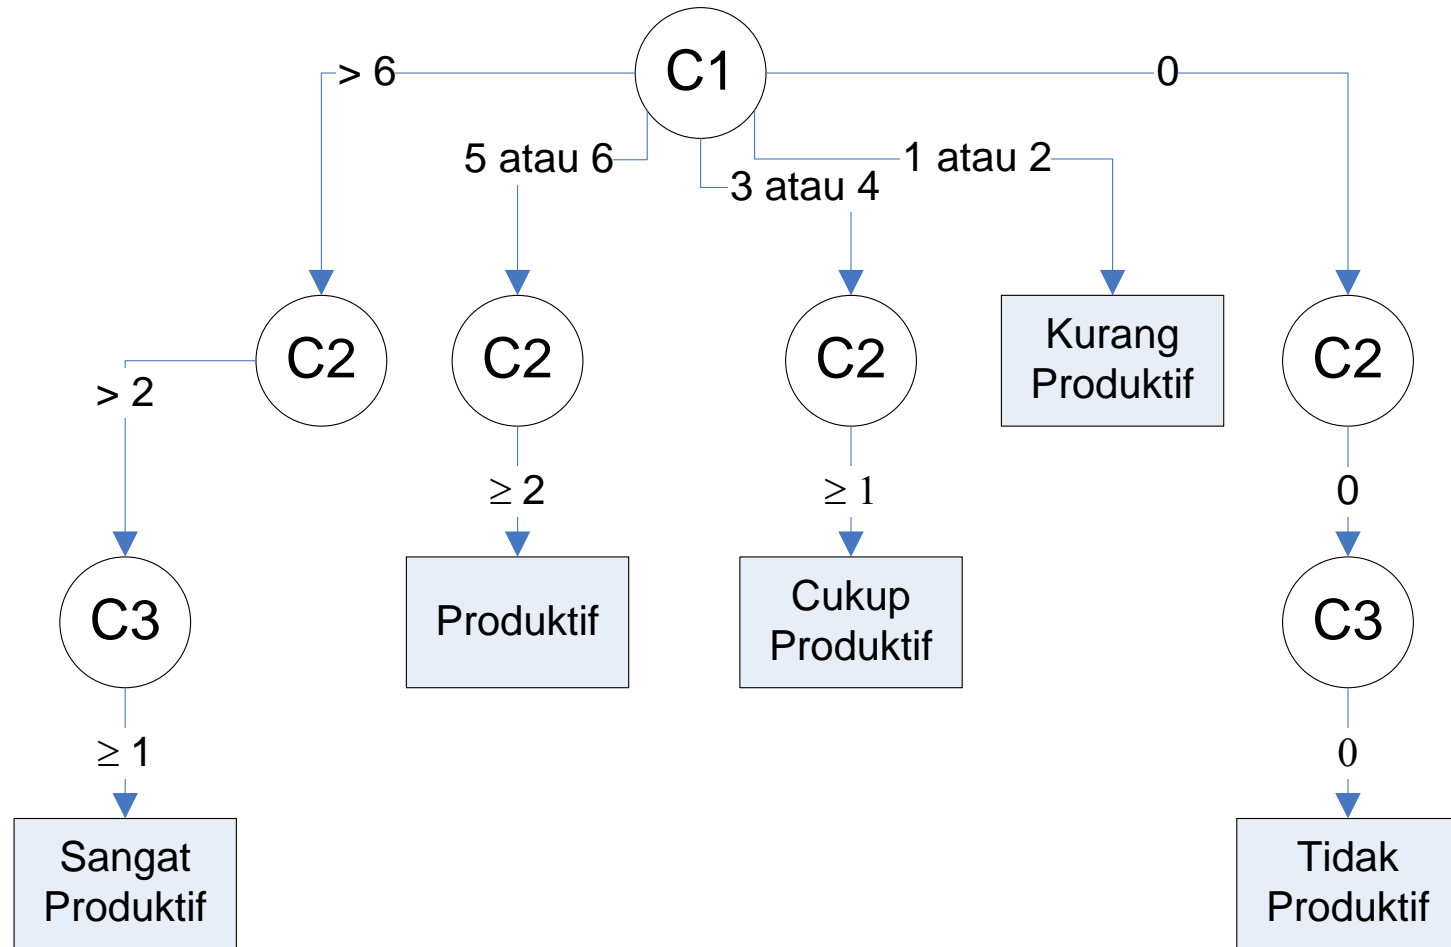 C1
> 6
0
5 atau 6
3 atau 4
1 atau 2
C2
C2
C2
Kurang
Produktif
C2
> 2
≥ 2
≥ 1
0
C3
Produktif
Cukup
Produktif
C3
≥ 1
0
Sangat
Produktif
Tidak
Produktif